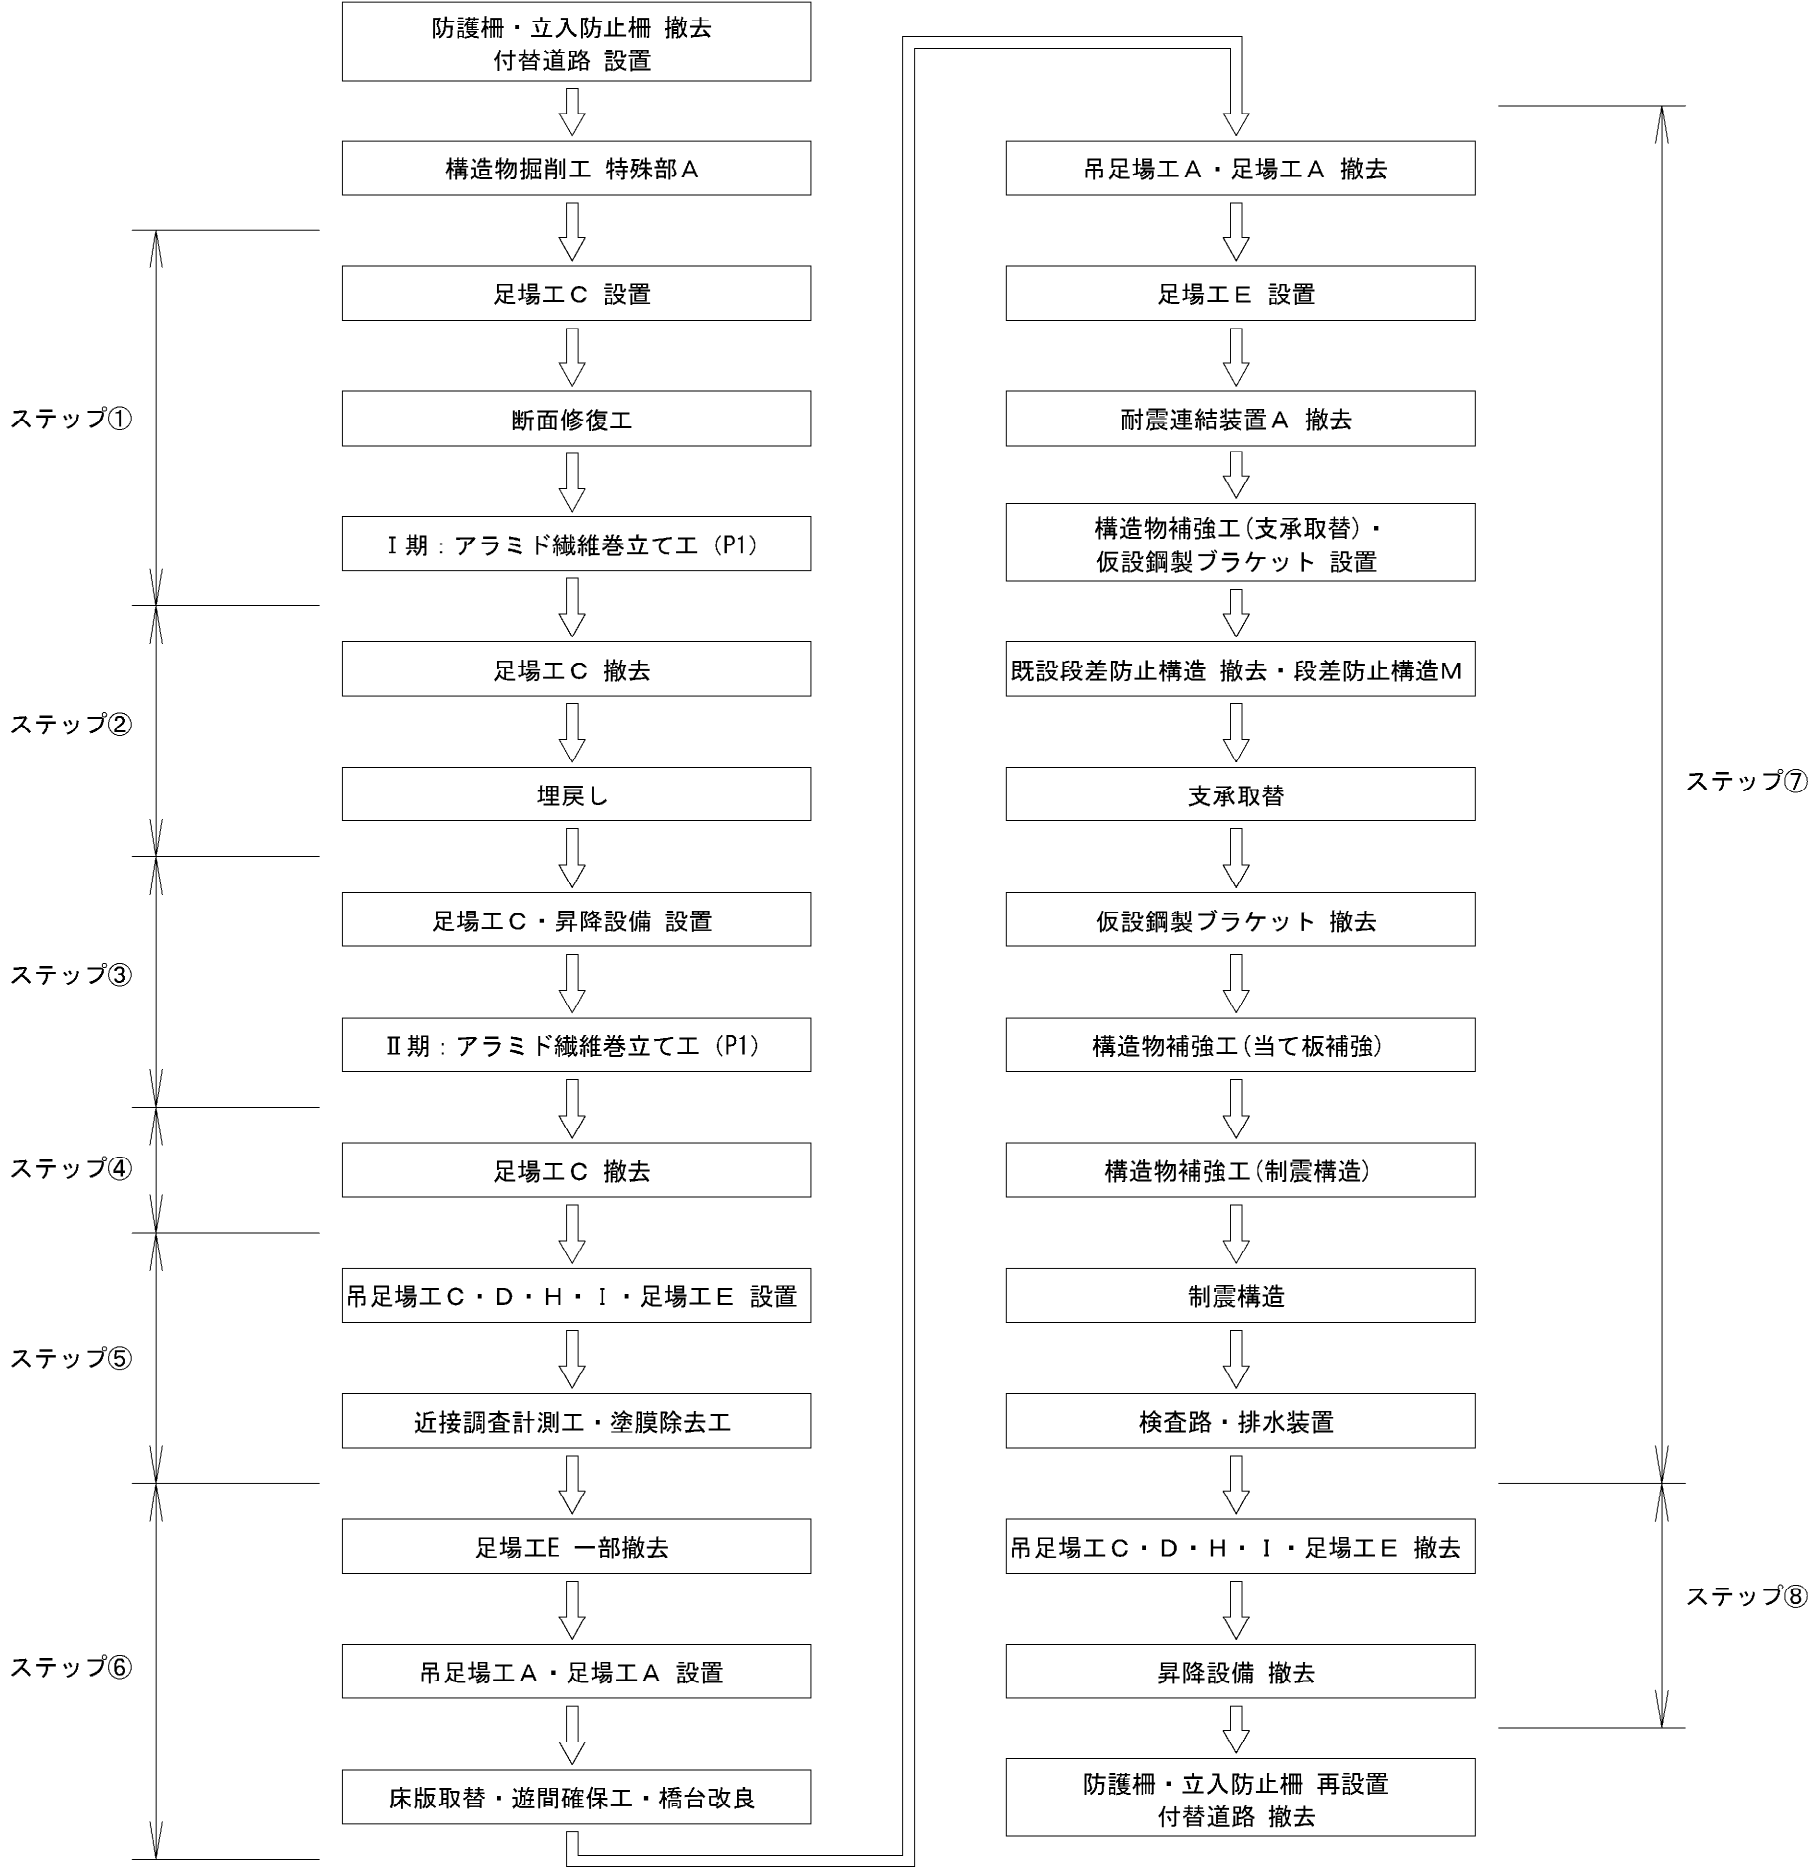 防護柵・立入防止柵 撤去
付替道路 設置
構造物掘削工 特殊部Ａ
ステップ①
足場工Ｃ 設置
断面修復工
Ⅰ期：アラミド繊維巻立て工 (P1)
ステップ②
足場工Ｃ 撤去
埋戻し
ステップ③
足場工Ｃ・昇降設備 設置
Ⅱ期：アラミド繊維巻立て工 (P1)
ステップ④
足場工Ｃ 撤去
ステップ⑤
吊足場工Ｃ・Ｄ・Ｈ・Ｉ・足場工Ｅ 設置
近接調査計測工・塗膜除去工
ステップ⑥
足場工E 一部撤去
吊足場工Ａ・足場工Ａ 設置
床版取替・遊間確保工・橋台改良
ステップ⑦
吊足場工Ａ・足場工Ａ 撤去
足場工Ｅ 設置
耐震連結装置Ａ 撤去
構造物補強工(支承取替)・
仮設鋼製ブラケット 設置
既設段差防止構造 撤去・段差防止構造Ｍ
支承取替
仮設鋼製ブラケット 撤去
構造物補強工(当て板補強)
構造物補強工(制震構造)
制震構造
検査路・排水装置
ステップ⑧
吊足場工Ｃ・Ｄ・Ｈ・Ｉ・足場工Ｅ 撤去
昇降設備 撤去
防護柵・立入防止柵 再設置
付替道路 撤去